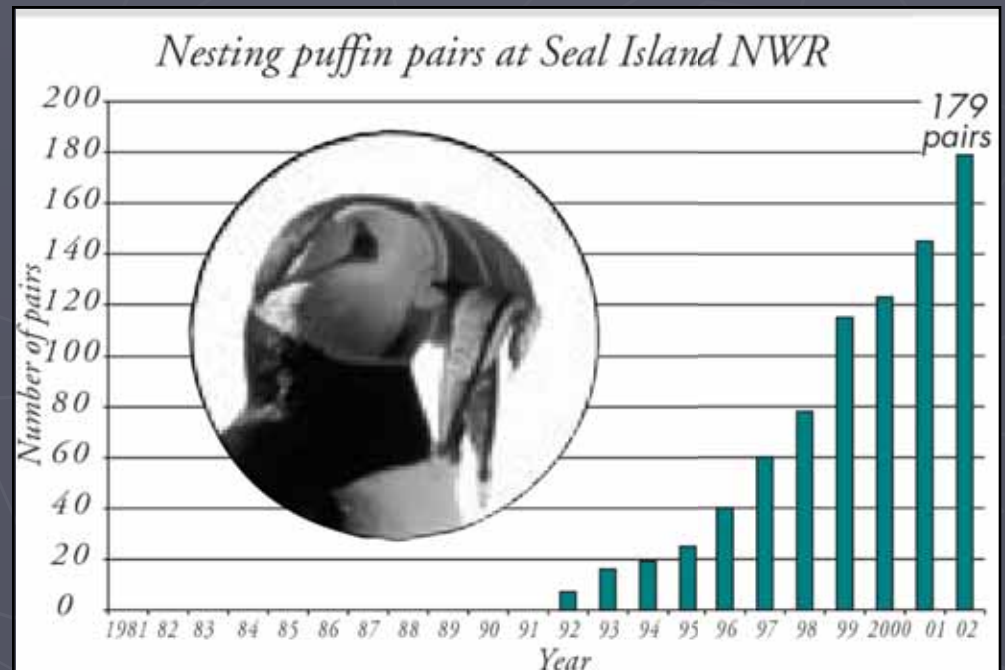 Nesting puffin pairs at Seal Island NWR
Number of pairs
200
180
160
140
120
100
80
60
40
20
0
179
pairs
1981 82 83 84 85 86 87 88 89 90 91 92 93 94 95 96 97 98 99 2000 01 02
Year